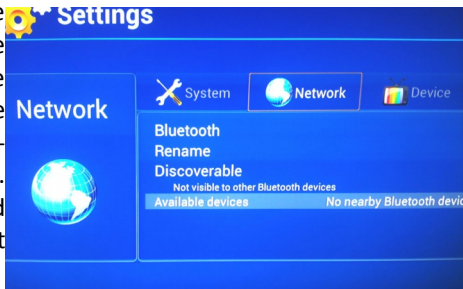 Settings
Network
System
Network
Device
Bluetooth
Rename
Discoverable
Not visible to other Bluetooth devices
Available devices
No nearby Bluetooth